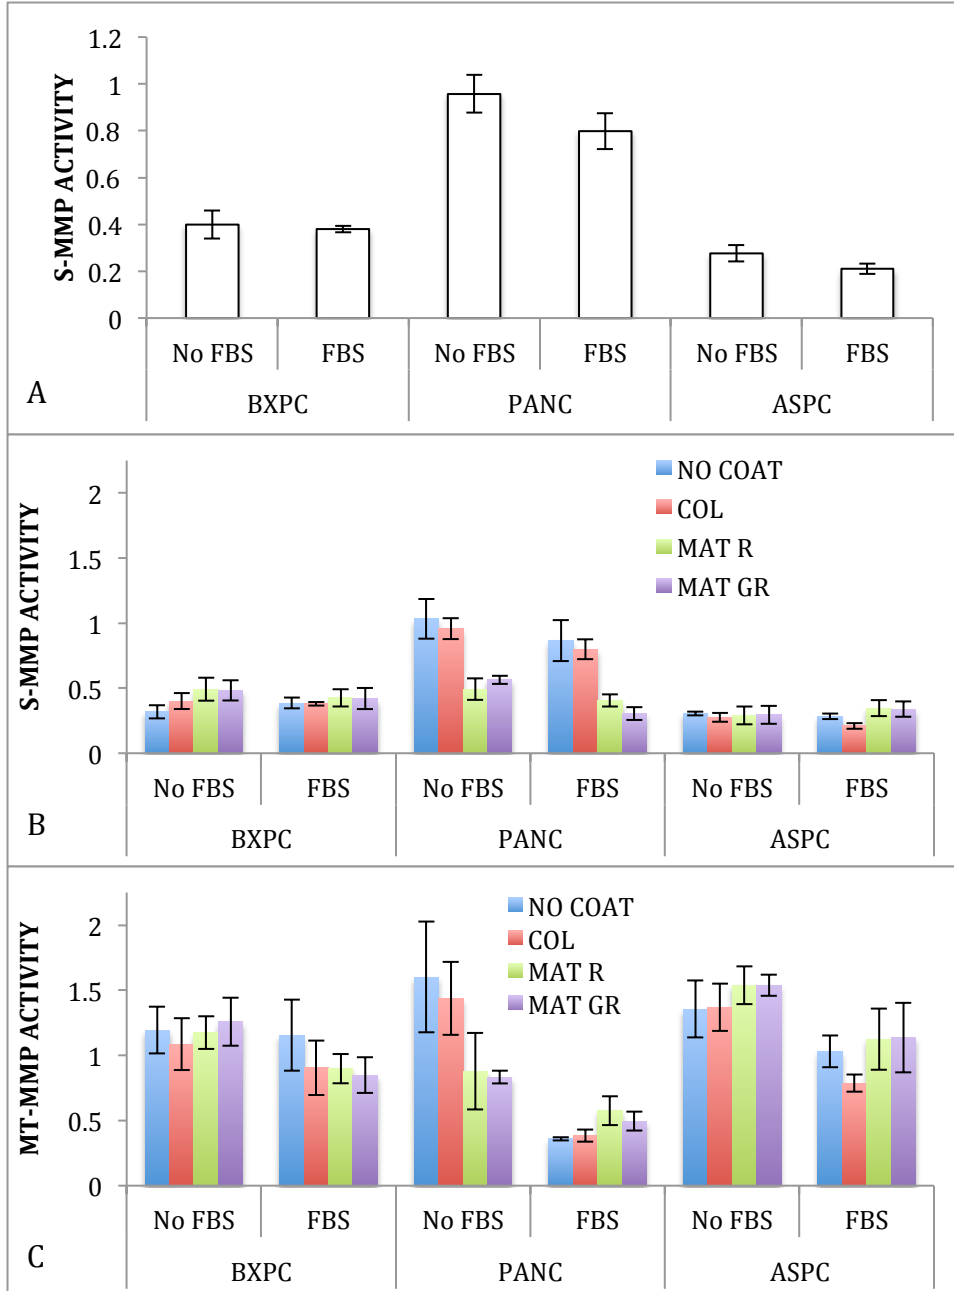 1.2
1
0.8
0.6
0.4
0.2
0
S-MMP ACTIVITY
No FBS FBS No FBS FBS No FBS FBS
BXPC PANC ASPC
A
NO COAT
COL
MAT R
MAT GR
2
1.5
1
0.5
0
S-MMP ACTIVITY
No FBS FBS No FBS FBS No FBS FBS
BXPC PANC ASPC
B
NO COAT
COL
MAT R
MAT GR
2
1.5
1
0.5
0
MT-MMP ACTIVITY
No FBS FBS No FBS FBS No FBS FBS
BXPC PANC ASPC
C